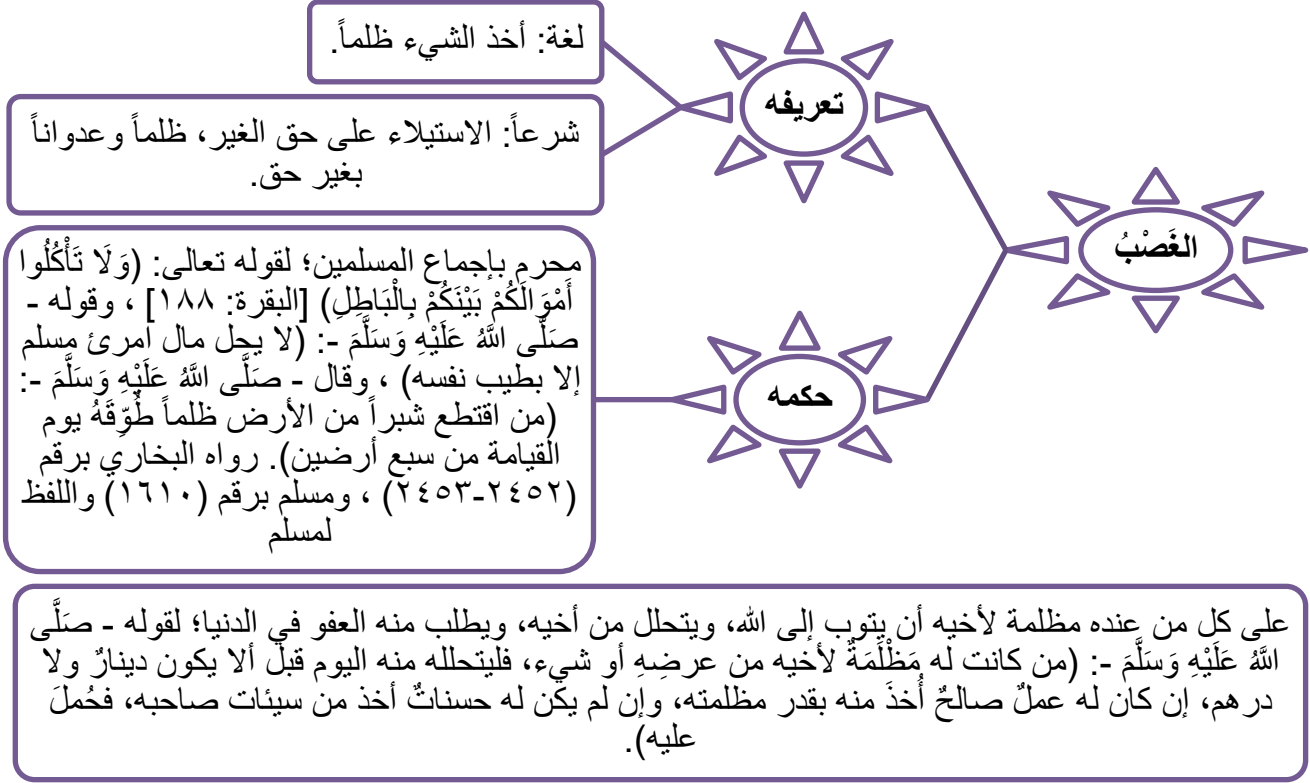 الغَصْبُ
تعريفه
لغة: أخذ الشيء ظلماً.
شرعاً: الاستيلاء على حق الغير، ظلماً وعدواناً
بغير حق.
حكمه
محرم بإجماع المسلمين؛ لقوله تعالى: (وَلَا تَأْكُلُوا
أَمْوَالَكُمْ بَيْنَكُمْ بِالْبَاطِلِ) [البقرة: ١٨٨] ، وقوله -
صَلَّى اللَّهُ عَلَيْهِ وَسَلَّمَ -: (لا يحل مال امرئ مسلم
إلا بطيب نفسه) ، وقال - صَلَّى اللَّهُ عَلَيْهِ وَسَلَّمَ -:
(من اقتطع شبراً من الأرض ظلماً طُوِّقَهُ يوم
القيامة من سبع أرضين). رواه البخاري برقم
(٢٤٥٢-٢٤٥٣) ، ومسلم برقم (١٦١٠) واللفظ
لمسلم
على كل من عنده مظلمة لأخيه أن يتوب إلى الله، ويتحلل من أخيه، ويطلب منه العفو في الدنيا؛ لقوله - صَلَّى
اللَّهُ عَلَيْهِ وَسَلَّمَ -: (من كانت له مَظْلَمَةٌ لأخيه من عرضِهِ أو شيء، فليتحلله منه اليوم قبل ألا يكون دينارٌ ولا
درهم، إن كان له عملٌ صالحٌ أُخذَ منه بقدر مظلمته، وإن لم يكن له حسناتٌ أخذ من سيئات صاحبه، فحُملَ
عليه).